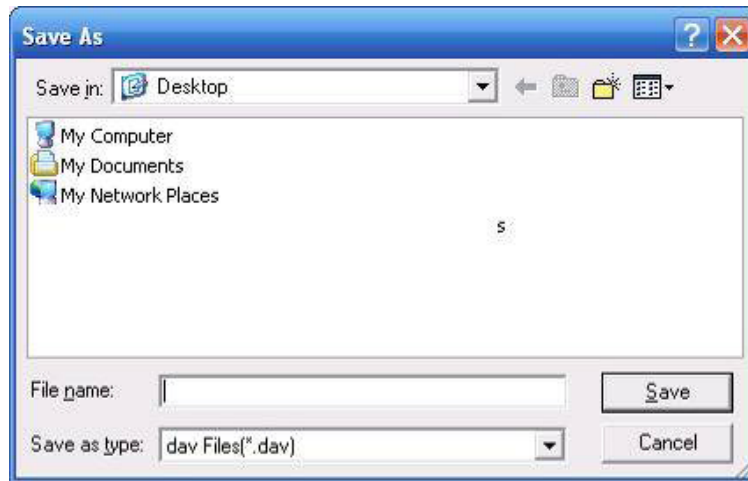 Save As
Save in: Desktop
My Computer
My Documents
My Network Places
s
File name: Save
Save as type: dav Files(*.dav) Cancel